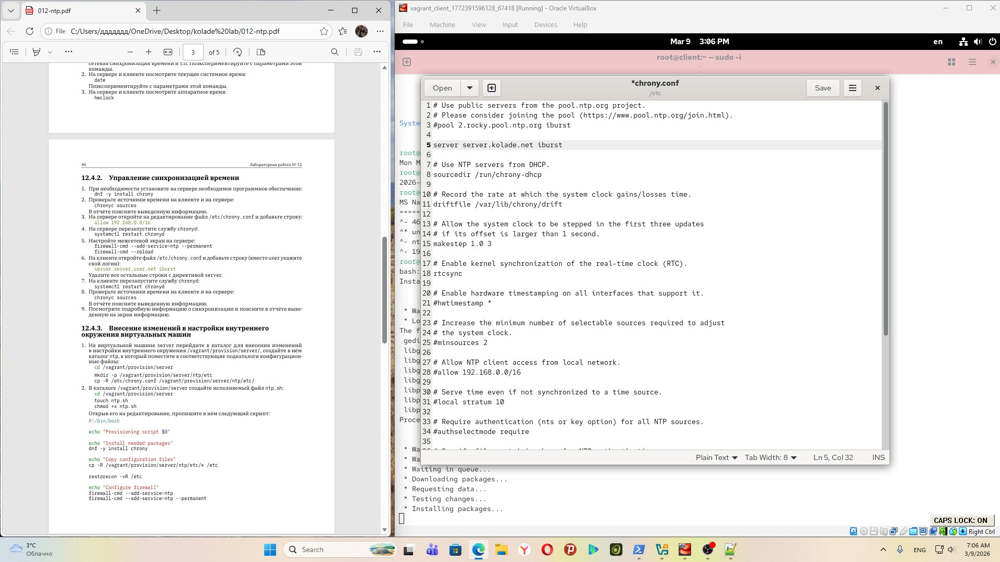 012-ntp.pdf
File
C:/Users/ддддддд/OneDrive/Desktop/kolade%20lab/012-ntp.pdf
3
of 5
сетевая синхронизация времени и т.п. Поэкспериментируйте с параметрами этой
команды.
2. На сервере и клиенте посмотрите текущее системное время:
date
Поэкспериментируйте с параметрами этой команды.
3. На сервере и клиенте посмотрите аппаратное время:
hwclock
90 Лабораторная работа № 12
12.4.2. Управление синхронизацией времени
1. При необходимости установите на сервере необходимое программное обеспечение:
dnf -y install chrony
2. Проверьте источники времени на клиенте и на сервере:
chronyc sources
В отчёте поясните выведенную информацию.
3. На сервере откройте на редактирование файл /etc/chrony.conf и добавьте строку:
allow 192.168.0.0/16
4. На сервере перезапустите службу chronyd:
systemctl restart chronyd
5. Настройте межсетевой экран на сервере:
firewall-cmd --add-service=ntp --permanent
firewall-cmd --reload
6. На клиенте откройте файл /etc/chrony.conf и добавьте строку (вместо user укажите
свой логин):
server server.user.net iburst
Удалите все остальные строки с директивой server.
7. На клиенте перезапустите службу chronyd:
systemctl restart chronyd
8. Проверьте источники времени на клиенте и на сервере:
chronyc sources
В отчёте поясните выведенную информацию.
9. Посмотрите подробную информацию о синхронизации и поясните в отчёте выве-
денную на экран информацию.
12.4.3. Внесение изменений в настройки внутреннего
окружения виртуальных машин
1. На виртуальной машине server перейдите в каталог для внесения изменений
в настройки внутреннего окружения /vagrant/provision/server/, создайте в нём
каталог ntp, в который поместите в соответствующие подкаталоги конфигурацион-
ные файлы:
cd /vagrant/provision/server
mkdir -p /vagrant/provision/server/ntp/etc
cp -R /etc/chrony.conf /vagrant/provision/server/ntp/etc/
2. В каталоге /vagrant/provision/server создайте исполняемый файл ntp.sh:
cd /vagrant/provision/server
touch ntp.sh
chmod +x ntp.sh
Открыв его на редактирование, пропишите в нём следующий скрипт:
#!/bin/bash
echo "Provisioning script $0"
echo "Install needed packages"
dnf -y install chrony
echo "Copy configuration files"
cp -R /vagrant/provision/server/ntp/etc/* /etc
restorecon -vR /etc
echo "Configure firewall"
firewall-cmd --add-service=ntp
firewall-cmd --add-service=ntp --permanent
vagrant_client_1772391596128_67418 [Running] - Oracle VirtualBox
File Machine View Input Devices Help
Mar 9 3:06 PM
en
root@client:~ — sudo -i
~
Open
*chrony.conf
/etc
Save
1 # Use public servers from the pool.ntp.org project.
2 # Please consider joining the pool (https://www.pool.ntp.org/join.html).
3 #pool 2.rocky.pool.ntp.org iburst
4
5 server server.kolade.net iburst
6
7 # Use NTP servers from DHCP.
8 sourcedir /run/chrony-dhcp
9
10 # Record the rate at which the system clock gains/losses time.
11 driftfile /var/lib/chrony/drift
12
13 # Allow the system clock to be stepped in the first three updates
14 # if its offset is larger than 1 second.
15 makestep 1.0 3
16
17 # Enable kernel synchronization of the real-time clock (RTC).
18 rtcsync
19
20 # Enable hardware timestamping on all interfaces that support it.
21 #hwtimestamp *
22
23 # Increase the minimum number of selectable sources required to adjust
24 # the system clock.
25 #minsources 2
26
27 # Allow NTP client access from local network.
28 #allow 192.168.0.0/16
29
30 # Serve time even if not synchronized to a time source.
31 #local stratum 10
32
33 # Require authentication (nts or key option) for all NTP sources.
34 #authselectmode require
35
Plain Text Tab Width: 8 Ln 5, Col 32 INS
Syste
root@
Mon M
root@
2026-
root@
MS Na
=====
^- 46
^* un
^- nt
^- 19
root@
bash:
Insta
* Wa
* Lo
The f
gedi
libg
libg
libg
libg
libp
libp
libp
Proce
* Wa
* Wa
* Waiting in queue...
* Downloading packages...
* Requesting data...
* Testing changes...
* Installing packages...
CAPS LOCK: ON
Right Ctrl
3°C
Облачно
Search
ENG
7:06 AM
3/9/2026